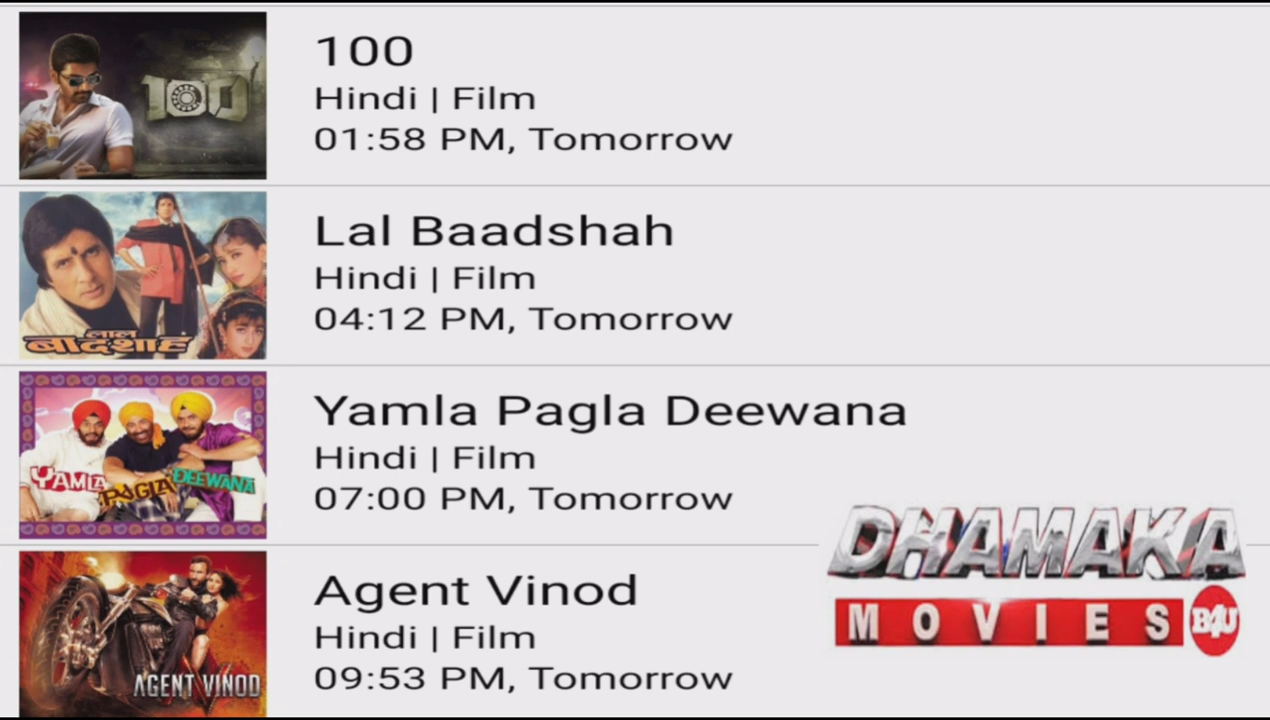 100
100
Hindi | Film
01:58 PM, Tomorrow
लाल
बादशाह
Lal Baadshah
Hindi | Film
04:12 PM, Tomorrow
YAMLA
PAGLA
DEEWANA
Yamla Pagla Deewana
Hindi | Film
07:00 PM, Tomorrow
AGENT VINOD
Agent Vinod
Hindi | Film
09:53 PM, Tomorrow
DHAMAKA
MOVIES B4U